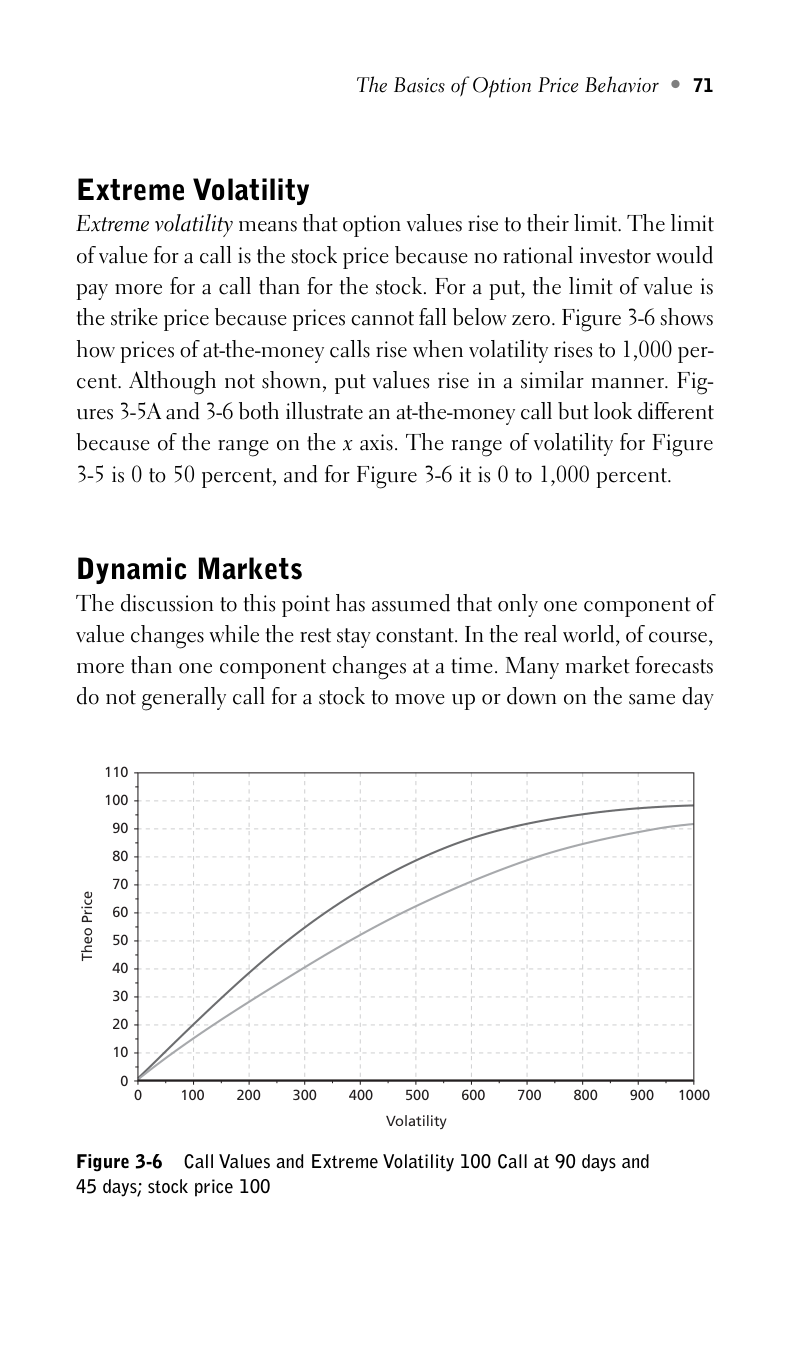 The Basics of Option Price Behavior • 71
Extreme Volatility
Extreme volatility means that option values rise to their limit. The limit
of value for a call is the stock price because no rational investor would
pay more for a call than for the stock. For a put, the limit of value is
the strike price because prices cannot fall below zero. Figure 3-6 shows
how prices of at-the-money calls rise when volatility rises to 1,000 per-
cent. Although not shown, put values rise in a similar manner. Fig-
ures 3-5A and 3-6 both illustrate an at-the-money call but look different
because of the range on the x axis. The range of volatility for Figure
3-5 is 0 to 50 percent, and for Figure 3-6 it is 0 to 1,000 percent.
Dynamic Markets
The discussion to this point has assumed that only one component of
value changes while the rest stay constant. In the real world, of course,
more than one component changes at a time. Many market forecasts
do not generally call for a stock to move up or down on the same day
110
100
90
80
70
60
50
40
30
20
10
0
Theo Price
0 100 200 300 400 500 600 700 800 900 1000
Volatility
Figure 3-6 Call Values and Extreme Volatility 100 Call at 90 days and
45 days; stock price 100